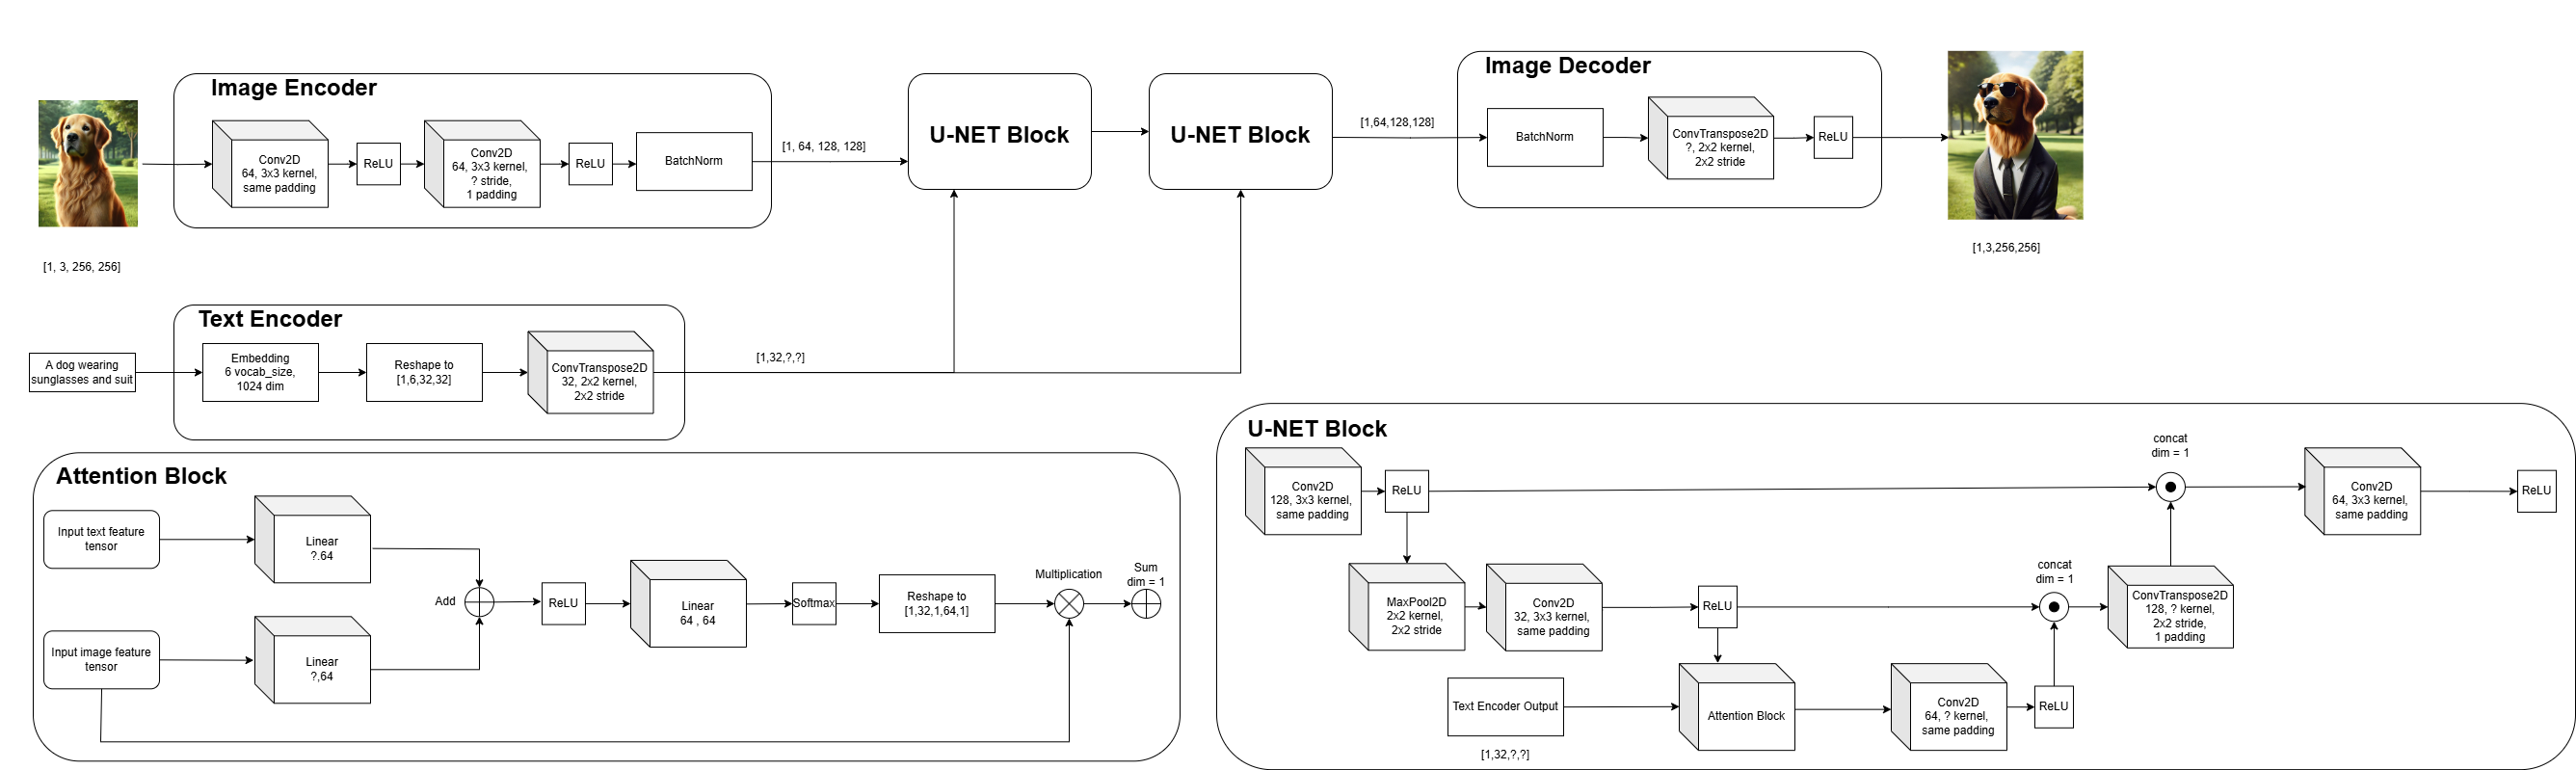 Image Encoder
Conv2D
64, 3x3 kernel,
same padding
ReLU
Conv2D
64, 3x3 kernel,
? stride,
1 padding
ReLU
BatchNorm
[1, 64, 128, 128]
[1, 3, 256, 256]
U-NET Block
U-NET Block
[1,64,128,128]
Image Decoder
BatchNorm
ConvTranspose2D
?, 2x2 kernel,
2x2 stride
ReLU
[1,3,256,256]
Text Encoder
A dog wearing
sunglasses and suit
Embedding
6 vocab_size,
1024 dim
Reshape to
[1,6,32,32]
ConvTranspose2D
32, 2x2 kernel,
2x2 stride
[1,32,?,?]
Attention Block
Input text feature
tensor
Linear
?.64
Input image feature
tensor
Linear
?,64
Add
ReLU
Linear
64 , 64
Softmax
Reshape to
[1,32,1,64,1]
Multiplication
Sum
dim = 1
U-NET Block
Conv2D
128, 3x3 kernel,
same padding
ReLU
concat
dim = 1
Conv2D
64, 3x3 kernel,
same padding
ReLU
MaxPool2D
2x2 kernel,
2x2 stride
Conv2D
32, 3x3 kernel,
same padding
ReLU
concat
dim = 1
ConvTranspose2D
128, ? kernel,
2x2 stride,
1 padding
Text Encoder Output
[1,32,?,?]
Attention Block
Conv2D
64, ? kernel,
same padding
ReLU